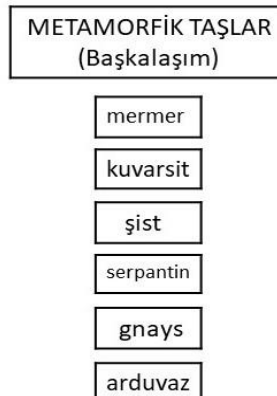 METAMORFİK TAŞLAR
(Başkalaşım)
mermer
kuvarsit
şist
serpantin
gnays
arduvaz